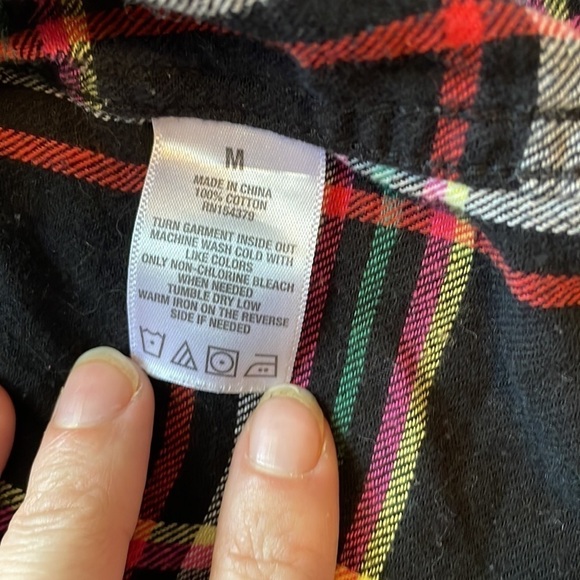 M
MADE IN CHINA
100% COTTON
RN154379
TURN GARMENT INSIDE OUT
MACHINE WASH COLD WITH
LIKE COLORS
ONLY NON-CHLORINE BLEACH
WHEN NEEDED
TUMBLE DRY LOW
WARM IRON ON THE REVERSE
SIDE IF NEEDED